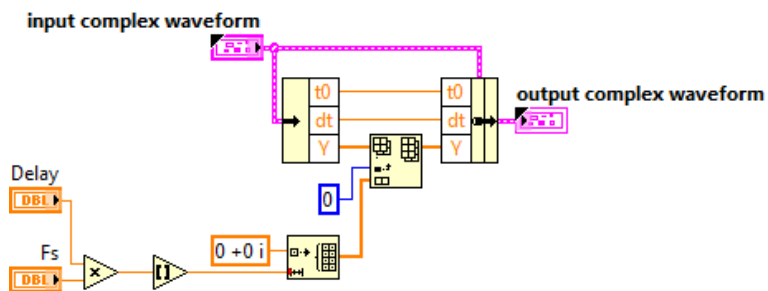 input complex waveform
t0 t0
output complex waveform
dt dt
Y Y
Delay
DBL
0
Fs
0 +0 i
DBL
x
[]